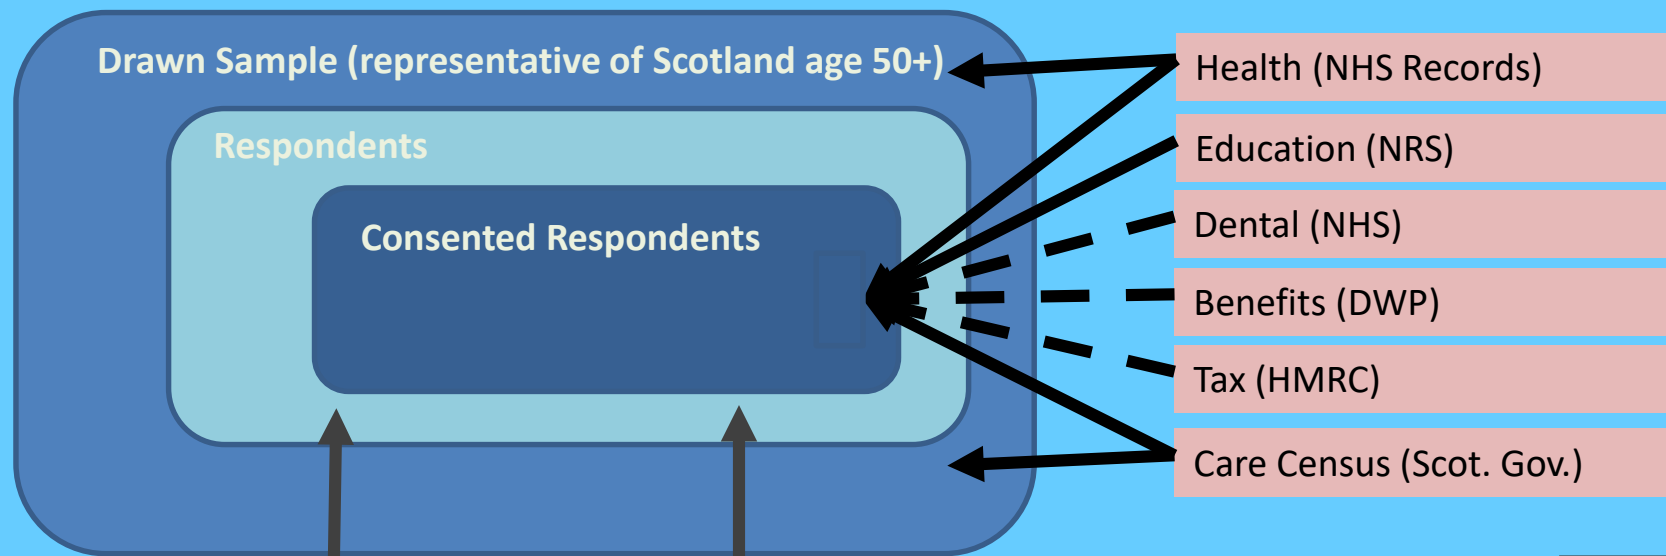 Drawn Sample (representative of Scotland age 50+)
Respondents
Consented Respondents
Health (NHS Records)
Education (NRS)
Dental (NHS)
Benefits (DWP)
Tax (HMRC)
Care Census (Scot. Gov.)